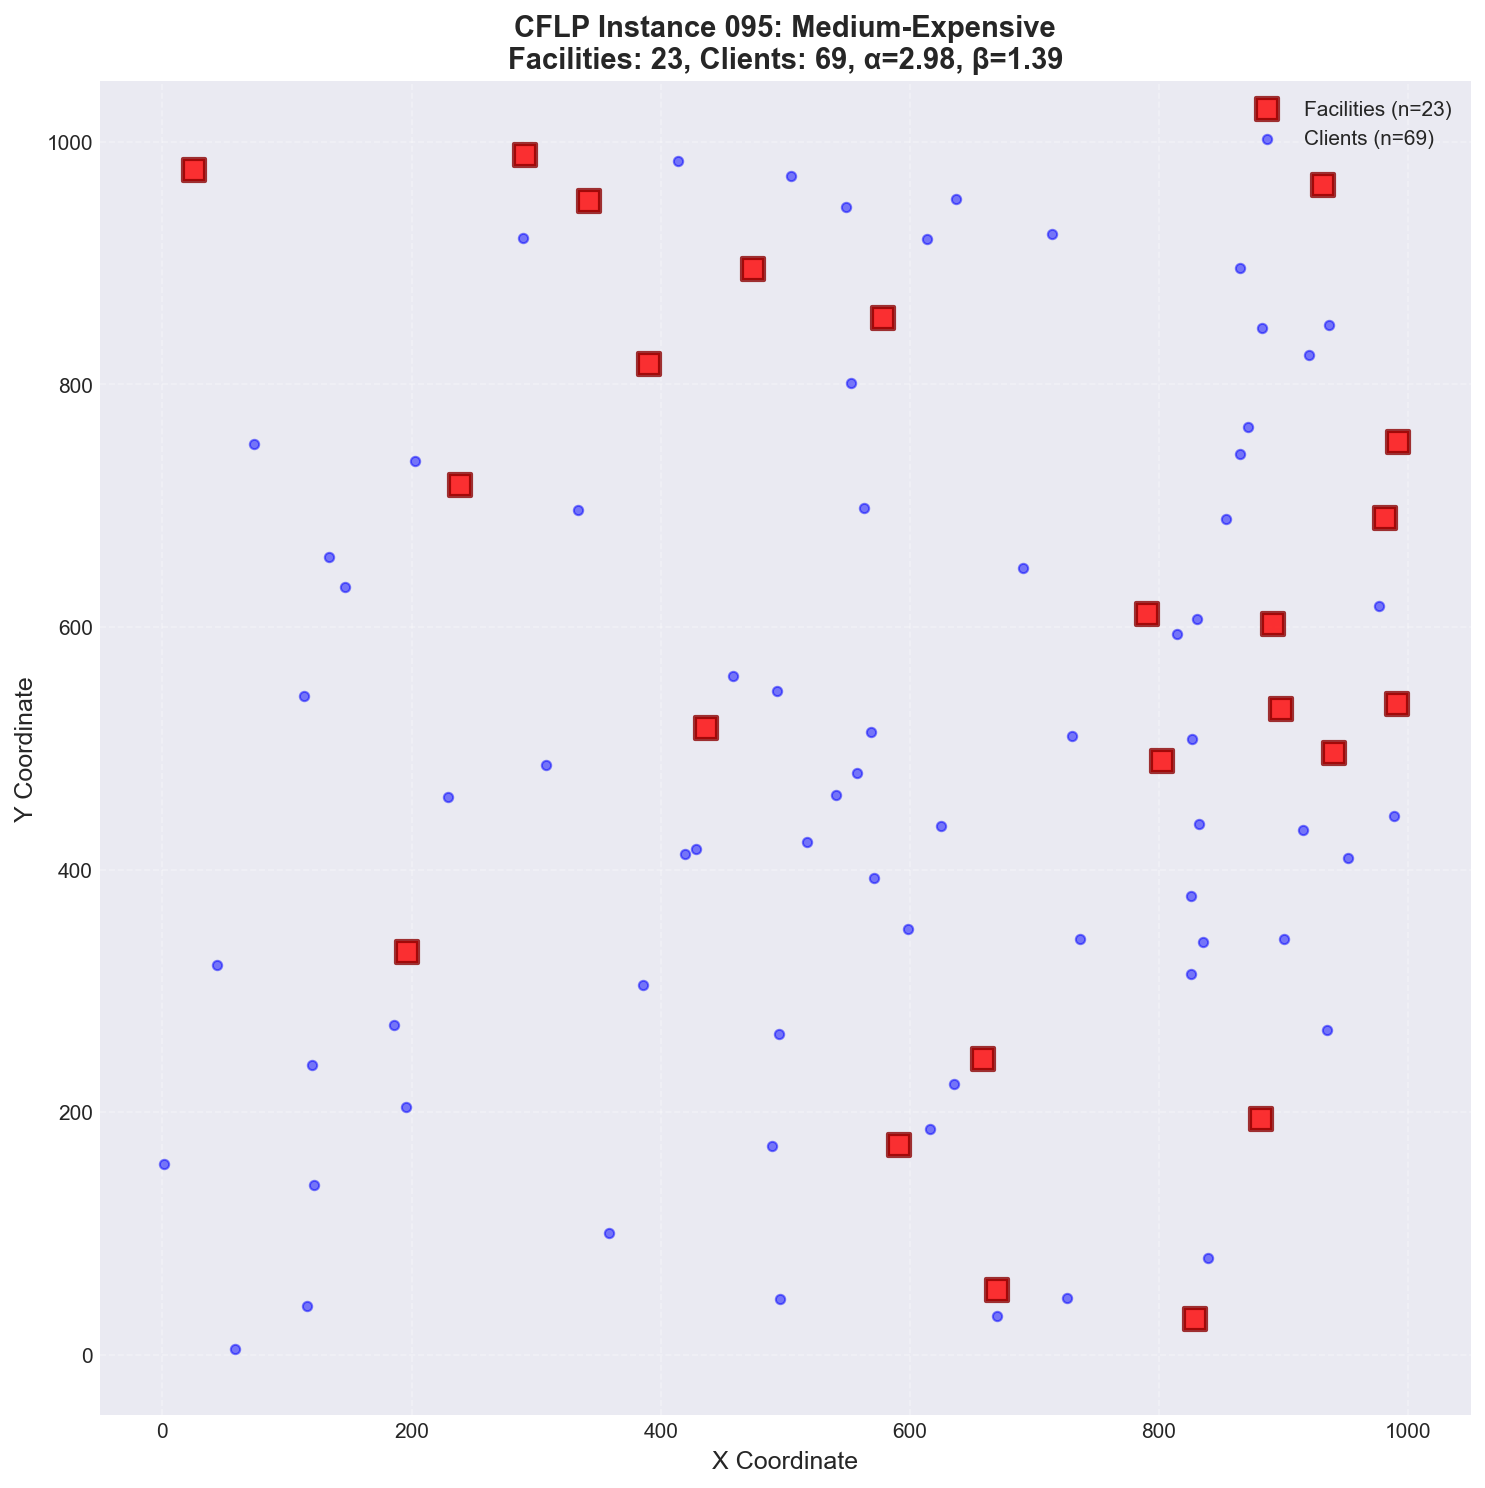 CFLP Instance 095: Medium-Expensive
Facilities: 23, Clients: 69, α=2.98, β=1.39
Facilities (n=23)
Clients (n=69)
1000
800
600
400
200
0
Y Coordinate
0 200 400 600 800 1000
X Coordinate